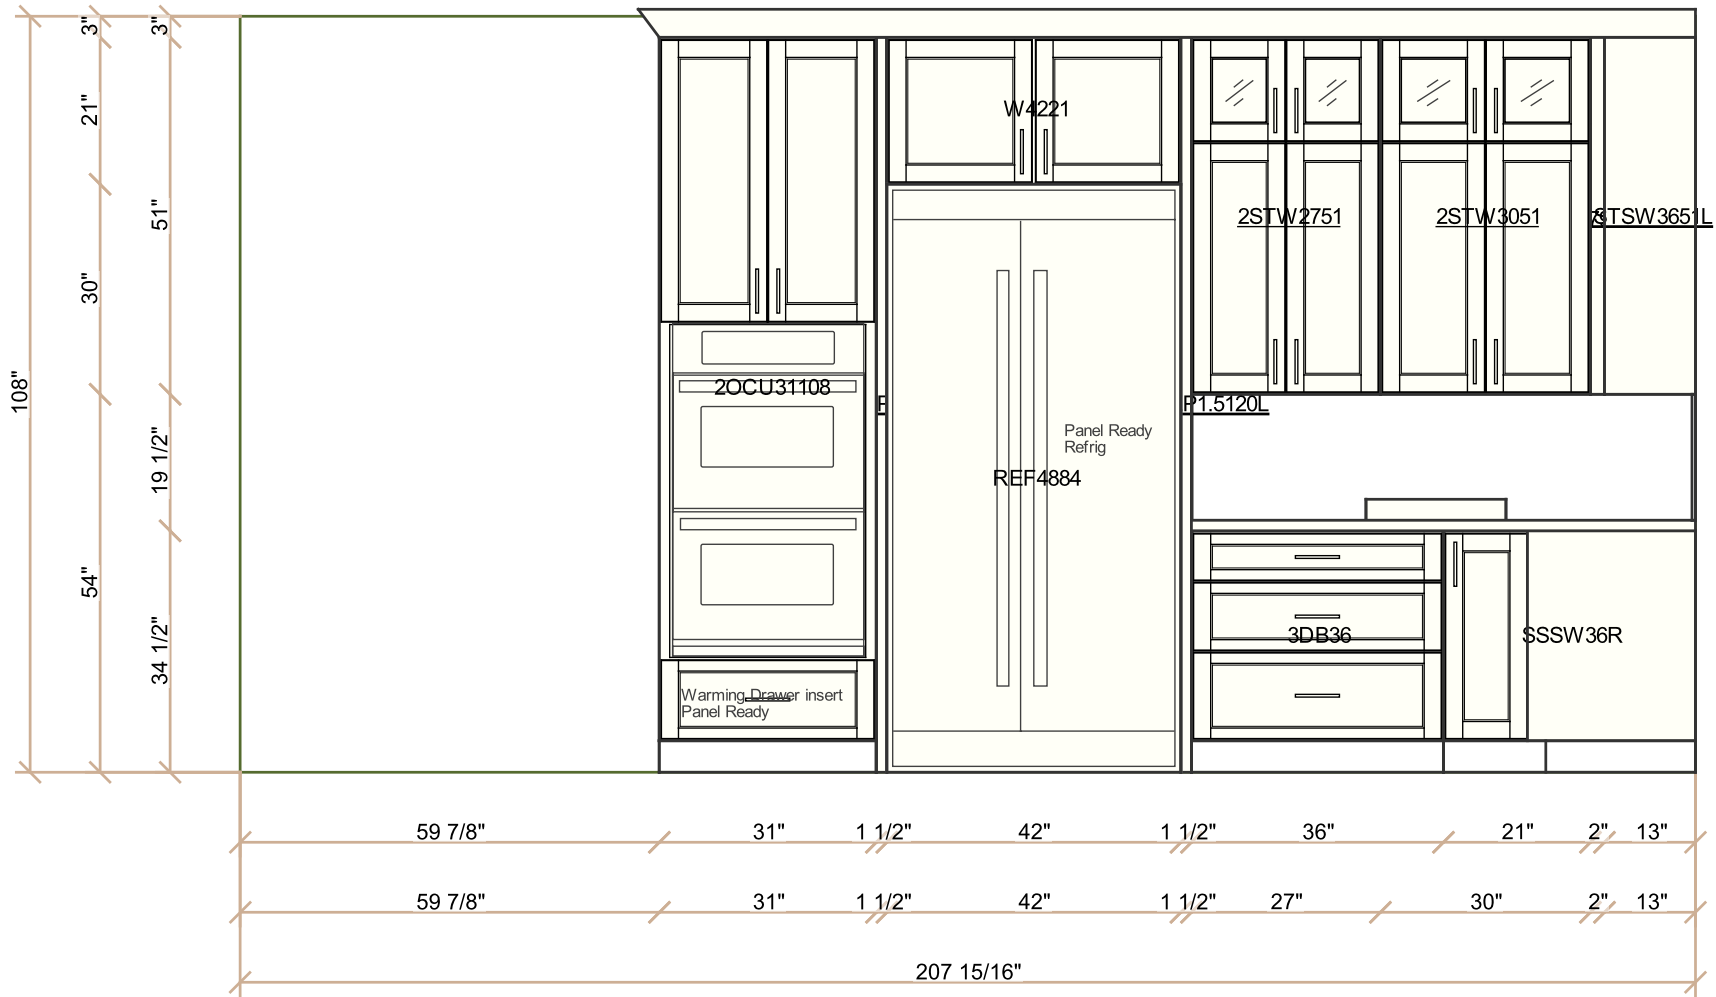 3"
3"
21"
W4221
51"
2STW2751
2STW3051
STSW3651L
30"
108"
2OCU31108
P1.5120L
19 1/2"
Panel Ready
Refrig
REF4884
54"
34 1/2"
3DB36
SSSW36R
Warming Drawer insert
Panel Ready
59 7/8"
31"
1 1/2"
42"
1 1/2"
36"
21"
2"
13"
59 7/8"
31"
1 1/2"
42"
1 1/2"
27"
30"
2"
13"
207 15/16"